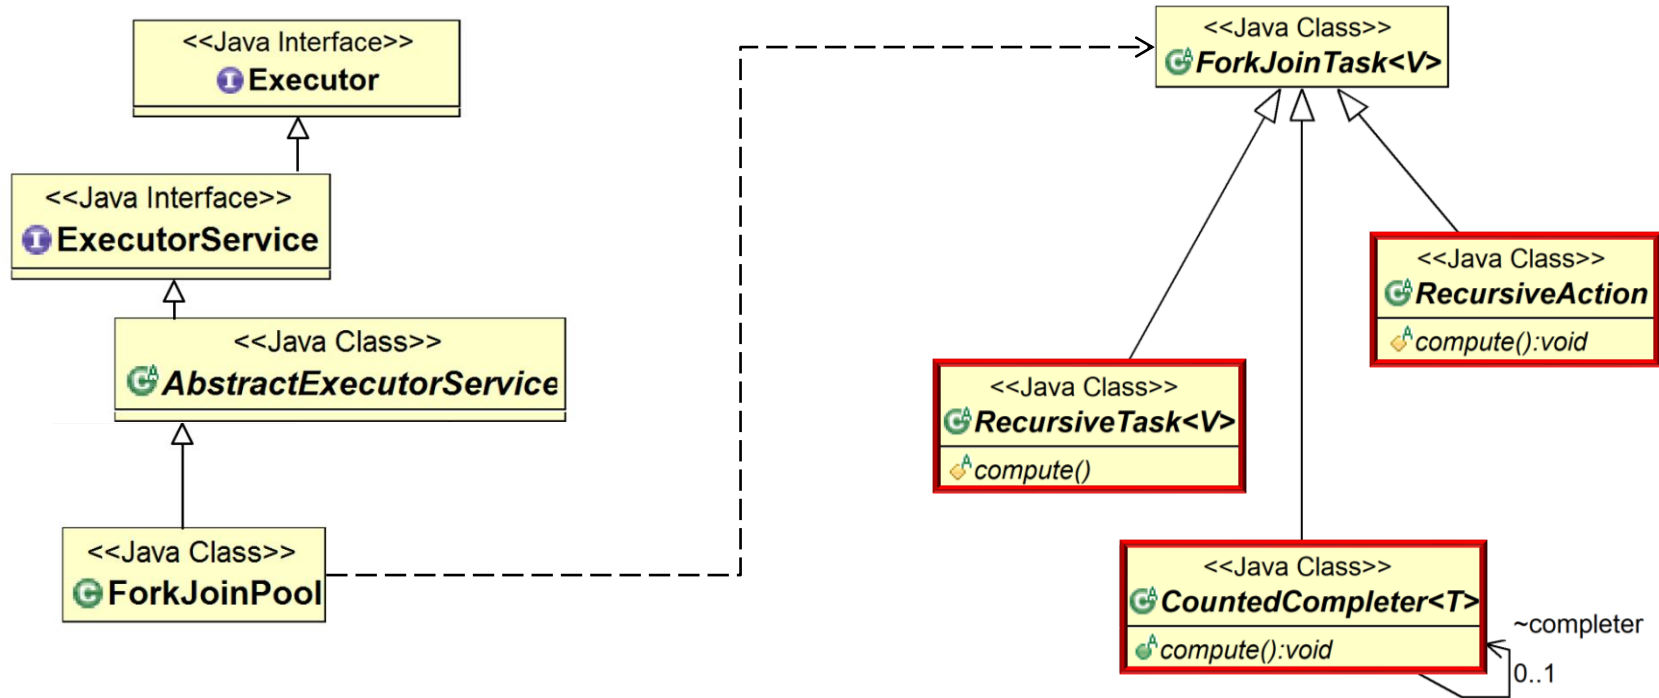 <<Java Interface>>
Executor
<<Java Interface>>
ExecutorService
<<Java Class>>
AbstractExecutorService
<<Java Class>>
ForkJoinPool
<<Java Class>>
ForkJoinTask<V>
<<Java Class>>
RecursiveAction
compute():void
<<Java Class>>
RecursiveTask<V>
compute()
<<Java Class>>
CountedCompleter<T>
compute():void
~completer
0..1